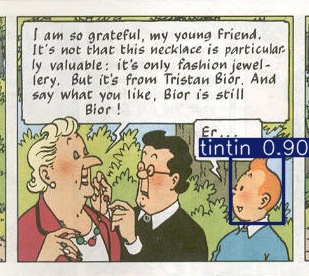 I am so grateful, my young friend.
It's not that this necklace is particular-
ly valuable: it's only fashion jewel-
lery. But it's from Tristan Bior. And
say what you like, Bior is still
Bior!
Er...
tintin 0.90